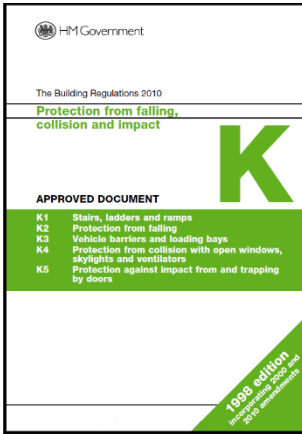 HM Government
The Building Regulations 2010
Protection from falling,
collision and impact
K
APPROVED DOCUMENT
K1 Stairs, ladders and ramps
K2 Protection from falling
K3 Vehicle barriers and loading bays
K4 Protection from collision with open windows,
skylights and ventilators
K5 Protection against impact from and trapping
by doors
1998 edition
incorporating 2000 and
2010 amendments